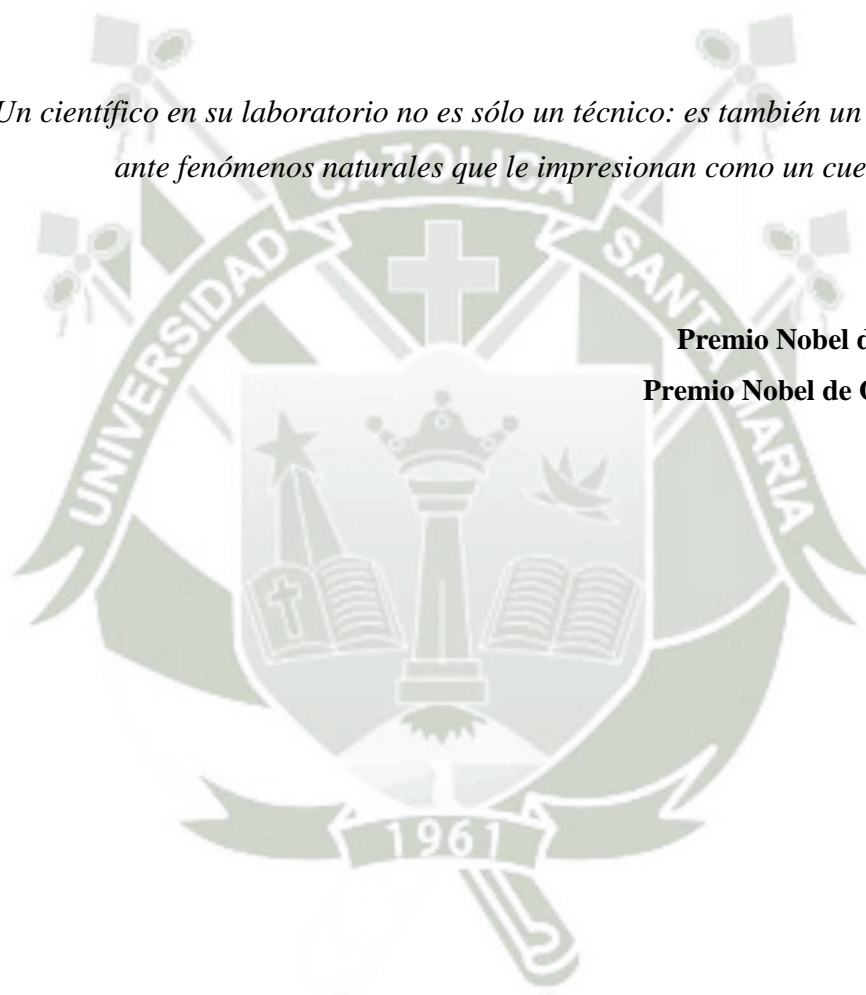 Un científico en su laboratorio no es sólo un técnico: es también un
ante fenómenos naturales que le impresionan como un
Premio Nobel
Premio Nobel de
UNIVERSIDAD CATOLICA SANTA MARIA
1961